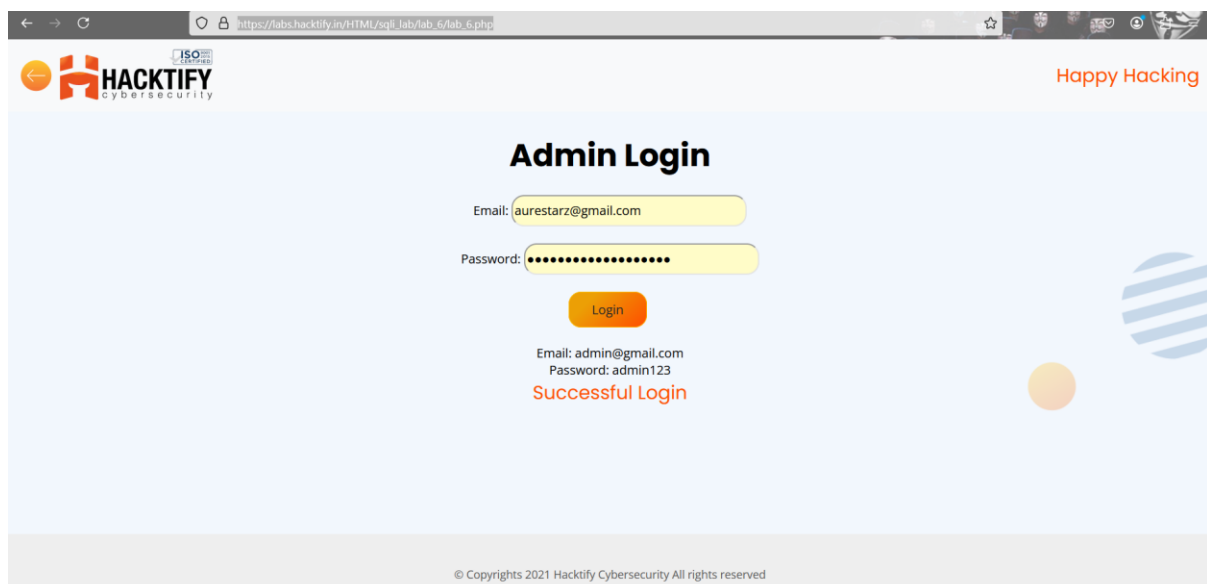 https://labs.hacktify.in/HTML/sqli_lab/lab_6/lab_6.php
ISO
CERTIFIED
HACKTIFY
cybersecurity
Happy Hacking
Admin Login
Email: aurestarz@gmail.com
Password: •••••••••••••••••••
Login
Email: admin@gmail.com
Password: admin123
Successful Login
© Copyrights 2021 Hacktify Cybersecurity All rights reserved